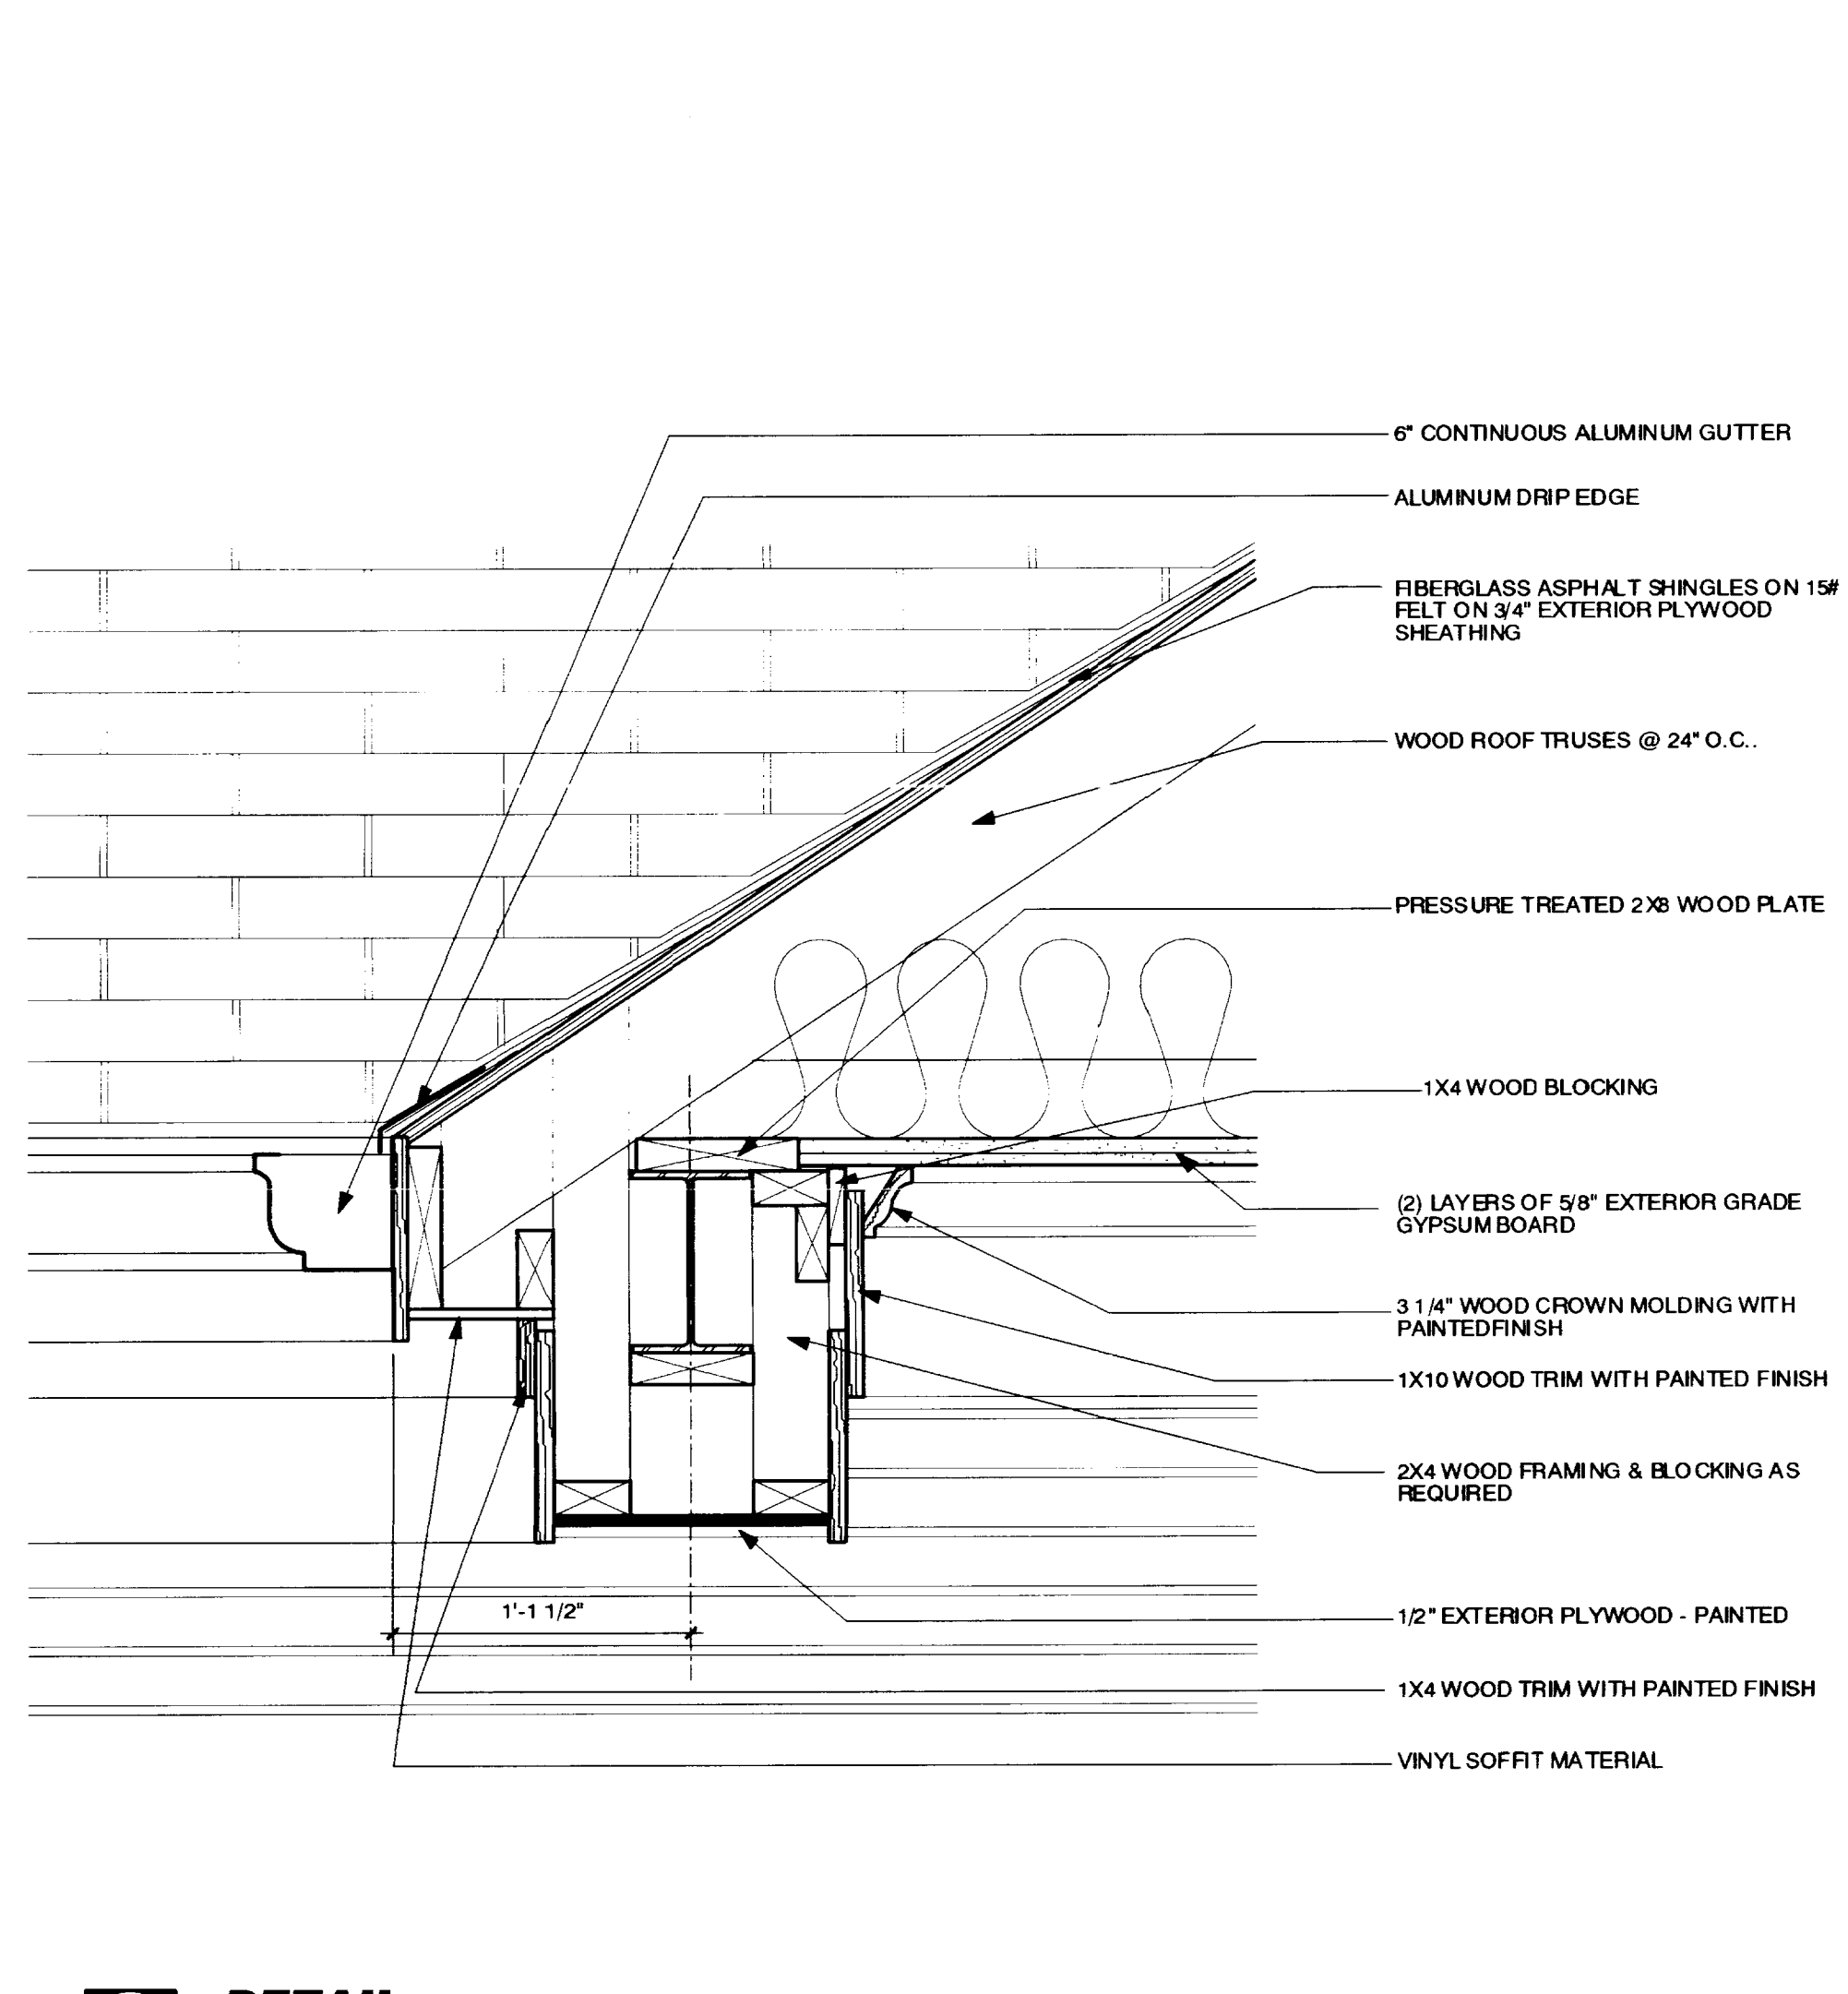 6" CONTINUOUS ALUMINUM GUTTER
ALUMINUM DRIP EDGE
FIBERGLASS ASPHALT SHINGLES ON 15#
FELT ON 3/4" EXTERIOR PLYWOOD
SHEATHING
WOOD ROOF TRUSES @ 24" O.C..
PRESSURE TREATED 2X8 WOOD PLATE
1X4 WOOD BLOCKING
(2) LAYERS OF 5/8" EXTERIOR GRADE
GYPSUM BOARD
3 1/4" WOOD CROWN MOLDING WITH
PAINTED FINISH
1X10 WOOD TRIM WITH PAINTED FINISH
2X4 WOOD FRAMING & BLOCKING AS
REQUIRED
1'-1 1/2"
1/2" EXTERIOR PLYWOOD - PAINTED
1X4 WOOD TRIM WITH PAINTED FINISH
VINYL SOFFIT MATERIAL
DETAIL